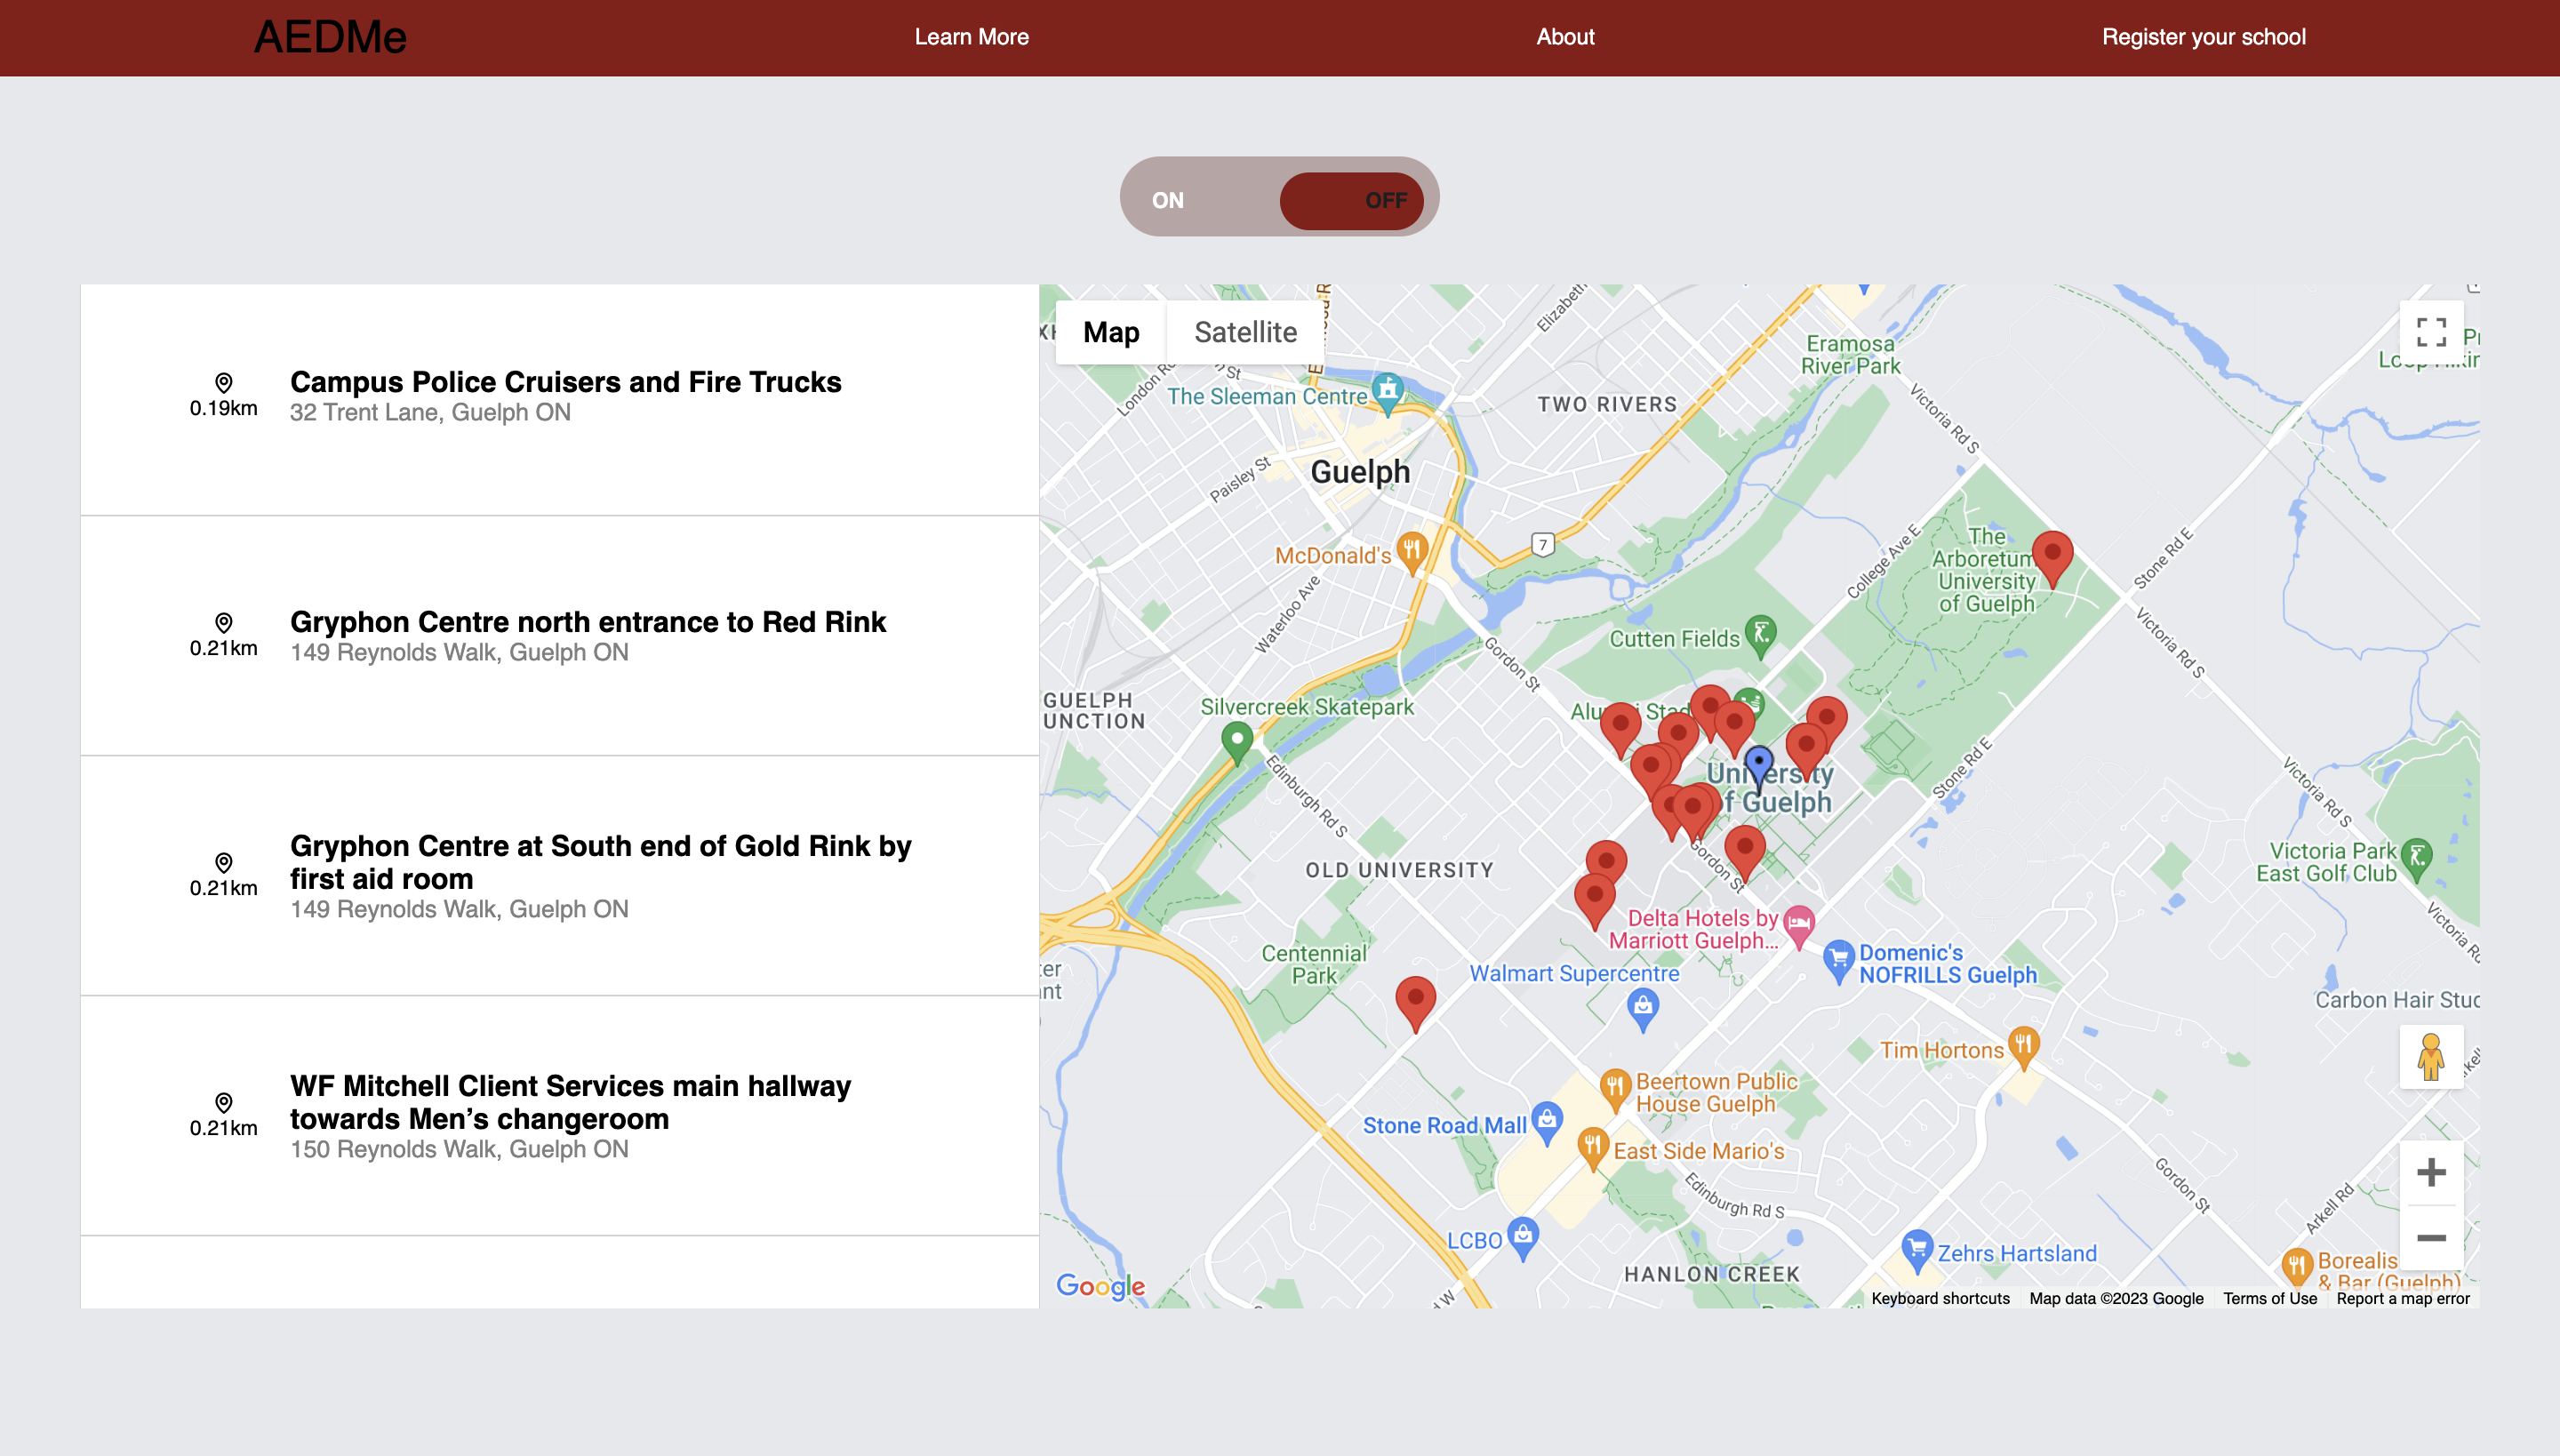 AEDMe
Learn More
About
Register your school
ON
OFF
0.19km
Campus Police Cruisers and Fire Trucks
32 Trent Lane, Guelph ON
0.21km
Gryphon Centre north entrance to Red Rink
149 Reynolds Walk, Guelph ON
0.21km
Gryphon Centre at South end of Gold Rink by
first aid room
149 Reynolds Walk, Guelph ON
0.21km
WF Mitchell Client Services main hallway
towards Men’s changeroom
150 Reynolds Walk, Guelph ON
Map
Satellite
Elizabeth
Eramosa
River Park
London Rd
St
The Sleeman Centre
TWO RIVERS
Victoria Rd S
Guelph
Paisley St
McDonald's
7
College Ave E
The
Arboretum
University
of Guelph
Stone Rd E
Waterloo Ave
Cutten Fields
Gordon St
Victoria Rd S
GUELPH
UNCTION
Silvercreek Skatepark
Edinburgh Rd S
University
of Guelph
Stone Rd E
Victoria Rd S
OLD UNIVERSITY
Gordon St
Victoria Park
East Golf Club
Victoria Rd
Delta Hotels by
Marriott Guelph...
Domenic's
NOFRILLS Guelph
Centennial
Park
Walmart Supercentre
Carbon Hair Stud
Tim Hortons
Beertown Public
House Guelph
Stone Road Mall
East Side Mario's
Edinburgh Rd S
Gordon St
Arkell Rd
LCBO
Zehrs Hartsland
HANLON CREEK
Borealis
& Bar (Guelph)
Google
Keyboard shortcuts
Map data ©2023 Google
Terms of Use
Report a map error